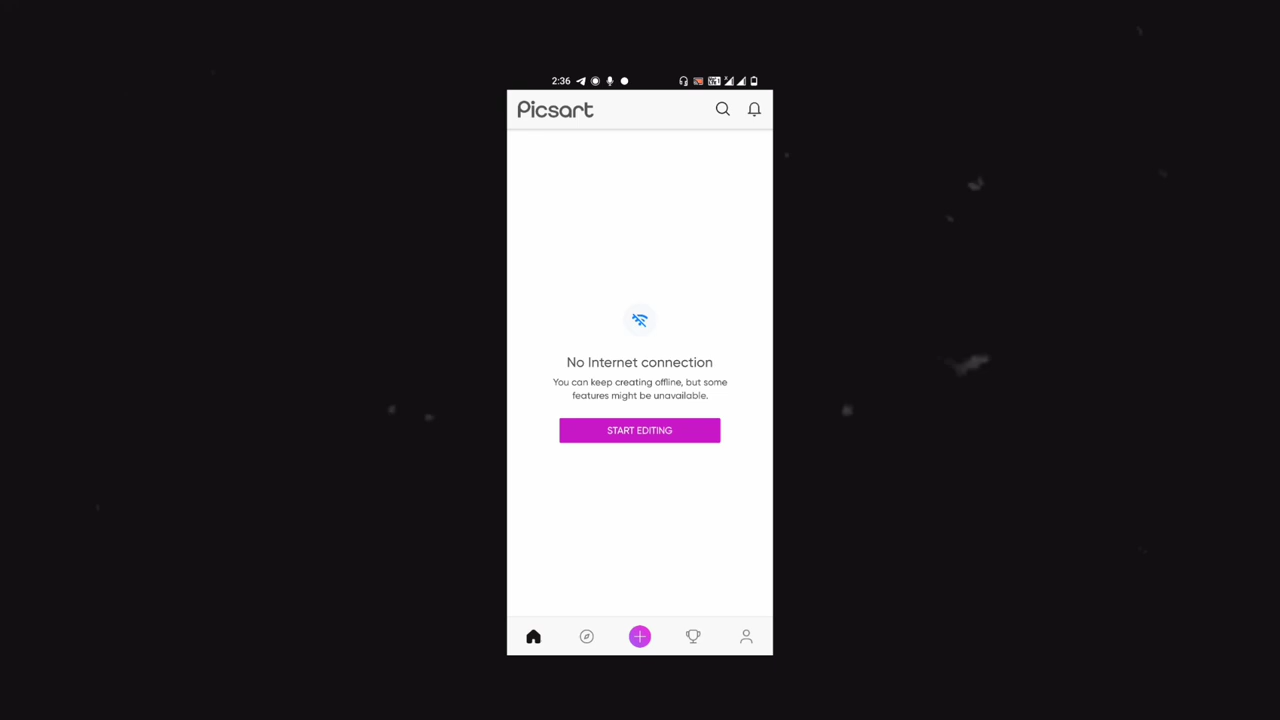 2:36
Picsart
No Internet connection
You can keep creating offline, but some
features might be unavailable.
START EDITING